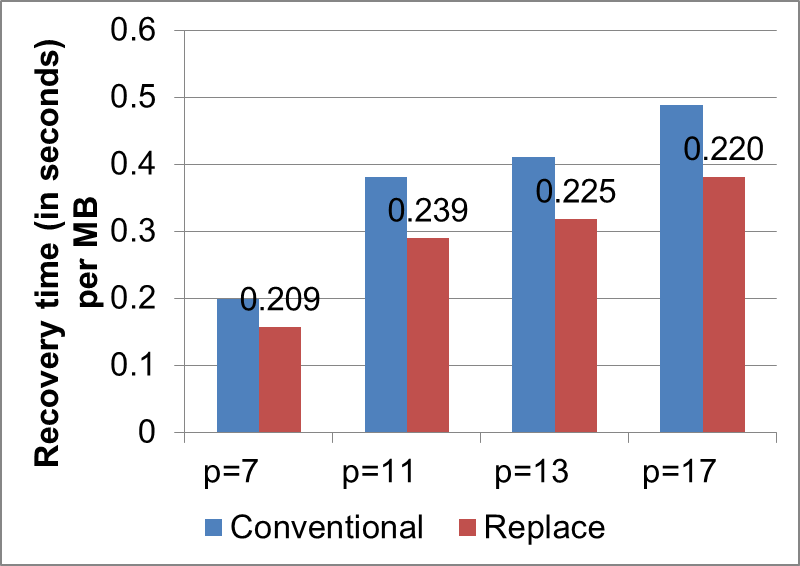 Recovery time (in seconds)
per MB
0.6
0.5
0.4
0.3
0.2
0.1
0
0.209
0.239
0.225
0.220
p=7
p=11
p=13
p=17
Conventional
Replace